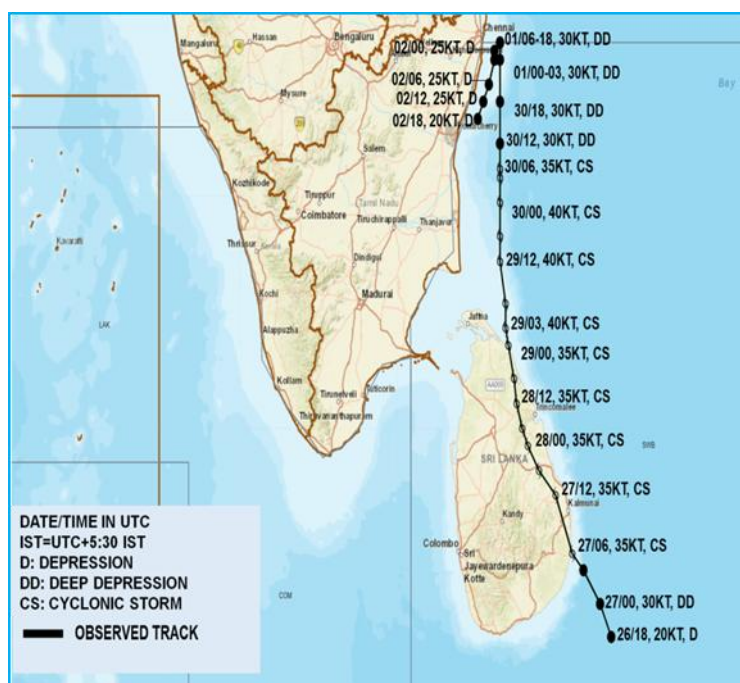 Chennai
Mangaluru
Hassan
Bengaluru
01/06-18, 30KT, DD
02/00, 25KT, D
01/00-03, 30KT, DD
Bay
02/06, 25KT, D
Mysore
02/12, 25KT, D
30/18, 30KT, DD
02/18, 20KT, D
30/12, 30KT, DD
Salem
30/06, 35KT, CS
Kozhikode
Tiruppur
Tamil Nadu
Coimbatore
Tiruchirappalli
Thanjavur
30/00, 40KT, CS
Kavaratti
Thrissur
Kerala
29/12, 40KT, CS
Dindigul
Kochi
Madurai
LAK
Alappuzha
Jaffna
29/03, 40KT, CS
29/00, 35KT, CS
Kollam
Tirunelveli
Tuticorin
28/12, 35KT, CS
Thiruvananthapuram
Trincomalee
28/00, 35KT, CS
SWB
SRI LANKA
27/12, 35KT, CS
Kalmunai
Kandy
DATE/TIME IN UTC
IST=UTC+5:30 IST
D: DEPRESSION
DD: DEEP DEPRESSION
CS: CYCLONIC STORM
OBSERVED TRACK
Colombo
Sri
Jayewardenepura
Kotte
27/06, 35KT, CS
COM
27/00, 30KT, DD
26/18, 20KT, D